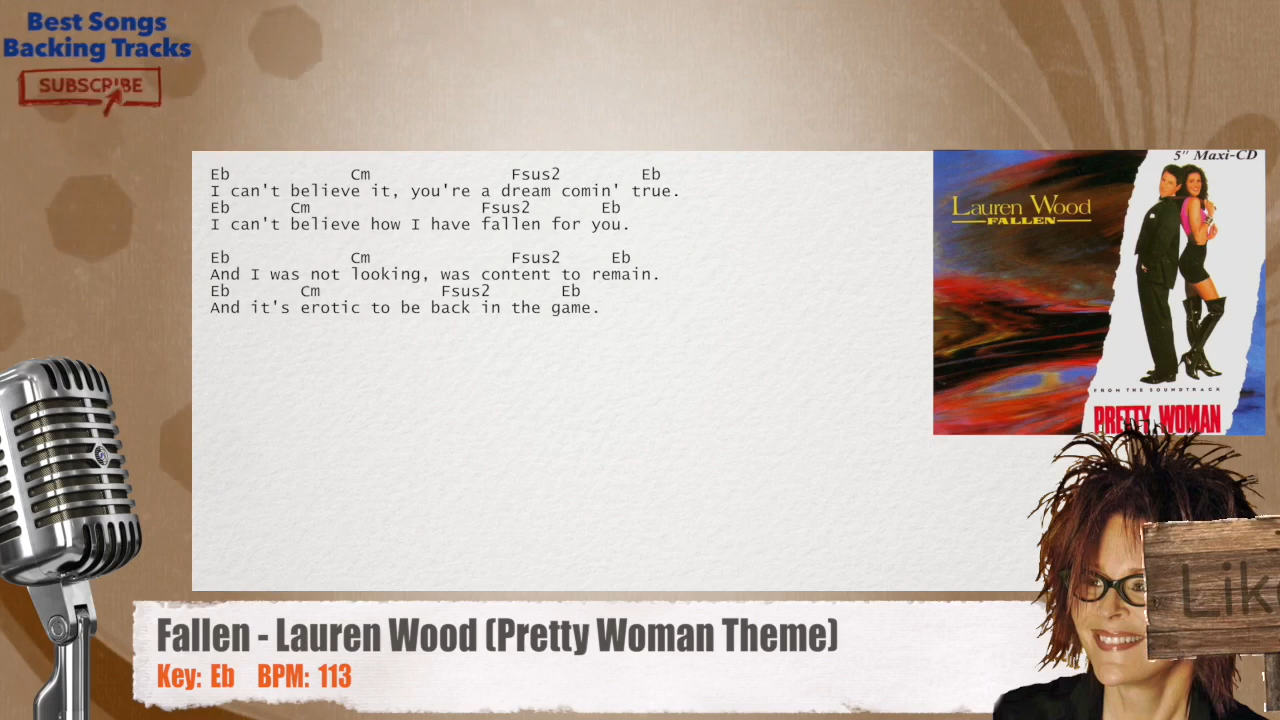 Best Songs
Backing Tracks
SUBSCRIBE
Eb            Cm              Fsus2        Eb
I can't believe it, you're a dream comin' true.
Eb      Cm                 Fsus2       Eb
I can't believe how I have fallen for you.
Eb            Cm              Fsus2     Eb
And I was not looking, was content to remain.
Eb       Cm            Fsus2       Eb
And it's erotic to be back in the game.
5" Maxi-CD
Lauren Wood
FALLEN
FROM THE SOUNDTRACK
PRETTY WOMAN
Lik
Fallen - Lauren Wood (Pretty Woman Theme)
Key: Eb BPM: 113